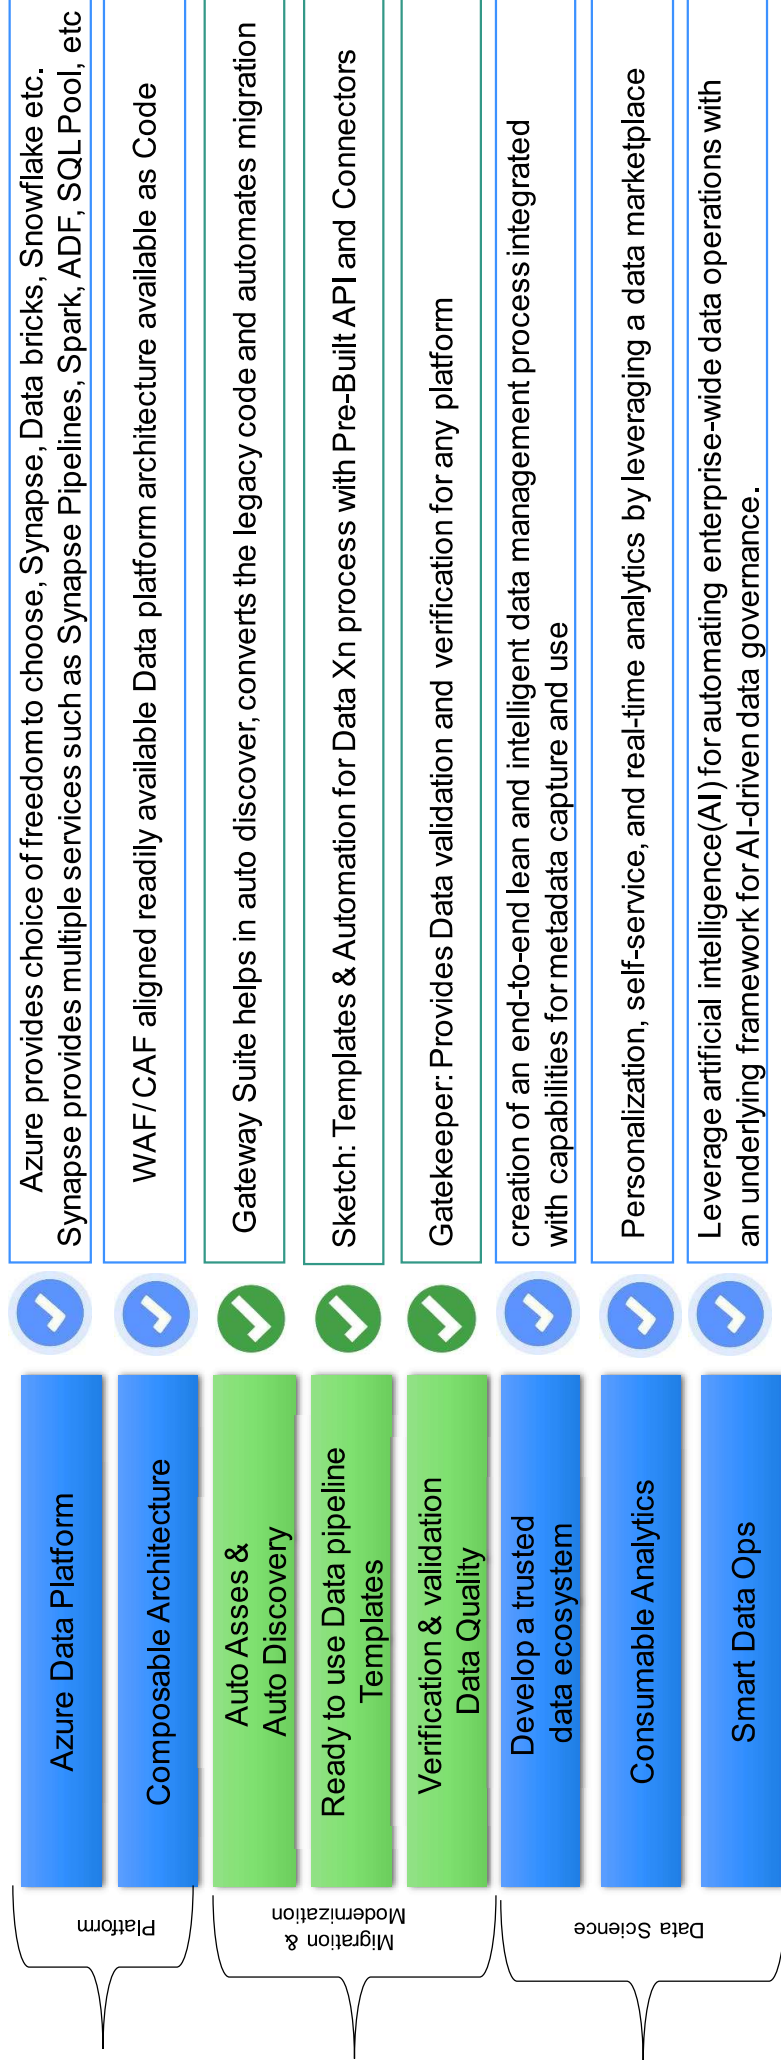 Platform
Azure Data Platform
Azure provides choice of freedom to choose, Synapse, Data bricks, Snowflake etc.
Synapse provides multiple services such as Synapse Pipelines, Spark, ADF, SQL Pool, etc
Composable Architecture
WAF/CAF aligned readily available Data platform architecture available as Code
Migration &
Modernization
Auto Asses &
Auto Discovery
Gateway Suite helps in auto discover, converts the legacy code and automates migration
Ready to use Data pipeline
Templates
Sketch: Templates & Automation for Data Xn process with Pre-Built API and Connectors
Verification & validation
Data Quality
Gatekeeper: Provides Data validation and verification for any platform
Data Science
Develop a trusted
data ecosystem
creation of an end-to-end lean and intelligent data management process integrated
with capabilities for metadata capture and use
Consumable Analytics
Personalization, self-service, and real-time analytics by leveraging a data marketplace
Smart Data Ops
Leverage artificial intelligence(AI) for automating enterprise-wide data operations with
an underlying framework for AI-driven data governance.